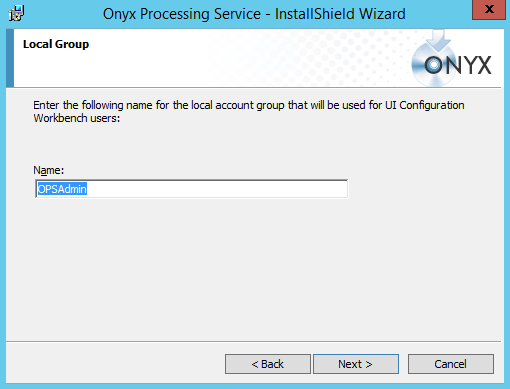 Onyx Processing Service - InstallShield Wizard
x
Local Group
ONYX
Enter the following name for the local account group that will be used for UI Configuration
Workbench users:
Name:
OPSAdmin
< Back Next > Cancel